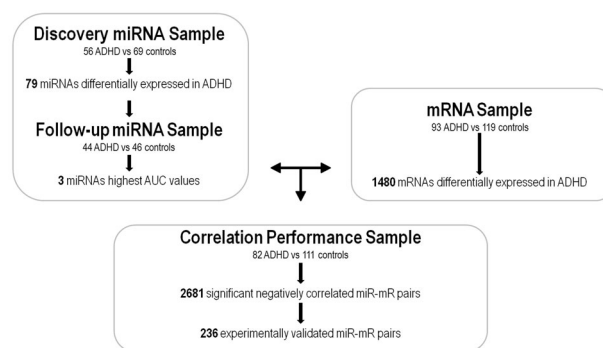 Discovery miRNA Sample
56 ADHD vs 69 controls
79 miRNAs differentially expressed in ADHD
Follow-up miRNA Sample
44 ADHD vs 46 controls
3 miRNAs highest AUC values
mRNA Sample
93 ADHD vs 119 controls
1480 mRNAs differentially expressed in ADHD
Correlation Performance Sample
82 ADHD vs 111 controls
2681 significant negatively correlated miR-mR pairs
236 experimentally validated miR-mR pairs